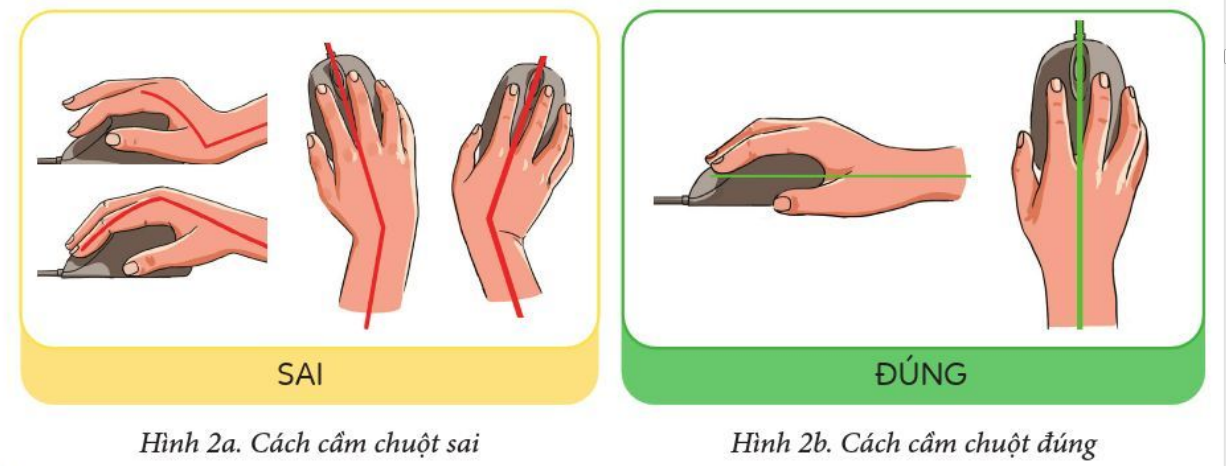 SAI
ĐÚNG
Hình 2a. Cách cầm chuột sai
Hình 2b. Cách cầm chuột đúng